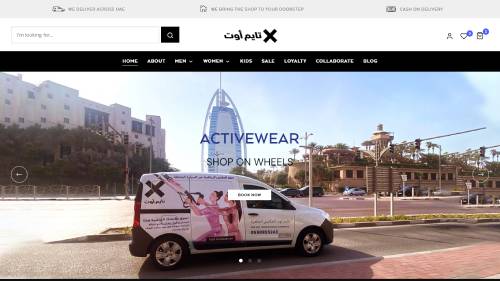 WE DELIVER ACROSS UAE
WE BRING THE SHOP TO YOUR DOORSTEP
CASH ON DELIVERY
I'm looking for...
تايم أوت
0
0
HOME ABOUT MEN WOMEN KIDS SALE LOYALTY COLLABORATE BLOG
ACTIVEWEAR
SHOP ON WHEELS
BOOK NOW
تايم أوت